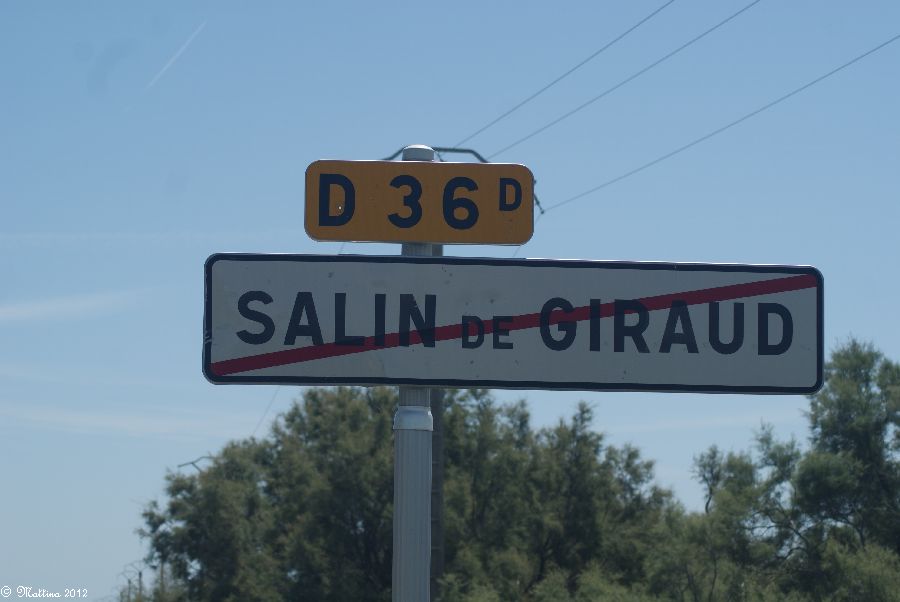 D 36 D
SALIN DE GIRAUD
© Mattina 2012